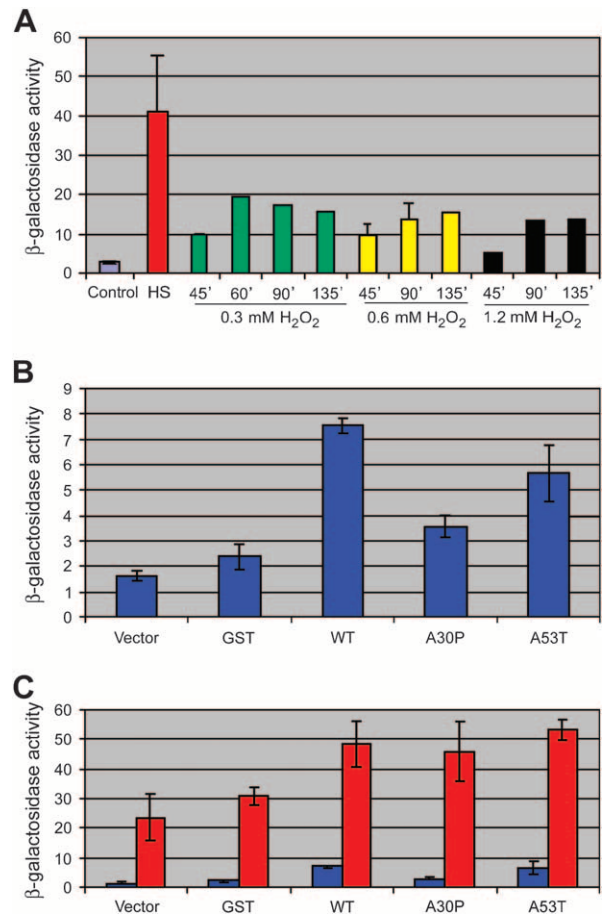 A
β-galactosidase activity
60
50
40
30
20
10
0
Control HS 45' 60' 90' 135' 45' 90' 135' 45' 90' 135'
0.3 mM H₂O₂ 0.6 mM H₂O₂ 1.2 mM H₂O₂
B
β-galactosidase activity
9
8
7
6
5
4
3
2
1
0
Vector GST WT A30P A53T
C
β-galactosidase activity
60
50
40
30
20
10
0
Vector GST WT A30P A53T